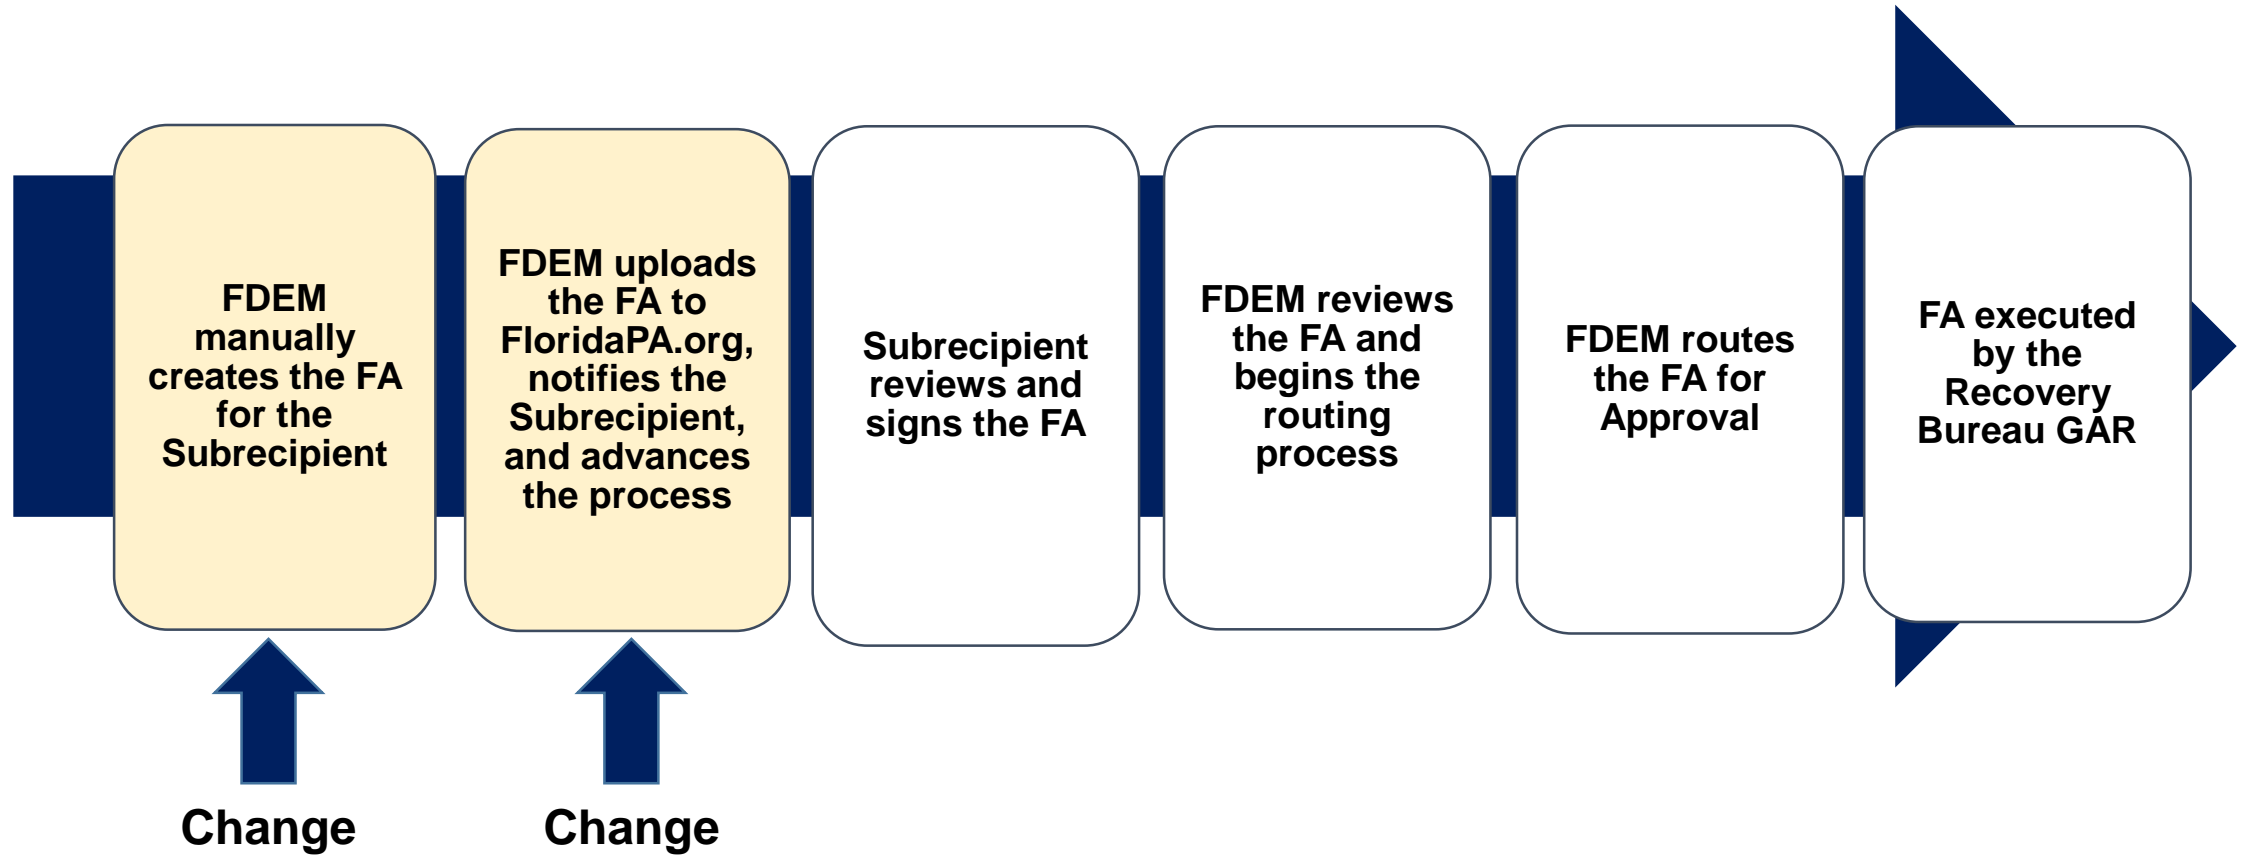 FDEM
manually
creates the FA
for the
Subrecipient
FDEM uploads
the FA to
FloridaPA.org,
notifies the
Subrecipient,
and advances
the process
Subrecipient
reviews and
signs the FA
FDEM reviews
the FA and
begins the
routing
process
FDEM routes
the FA for
Approval
FA executed
by the
Recovery
Bureau GAR
Change
Change